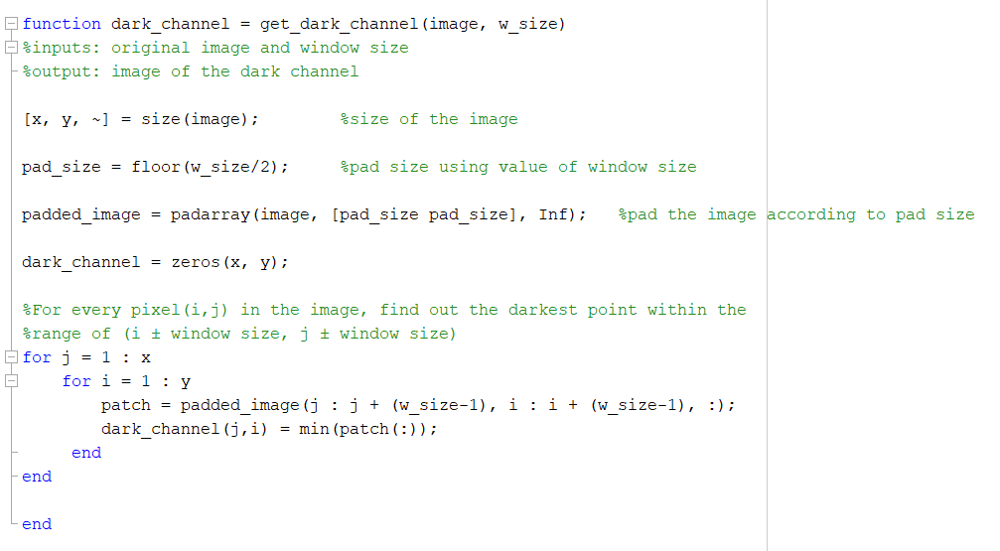 function dark_channel = get_dark_channel(image, w_size)
%inputs: original image and window size
%output: image of the dark channel
[x, y, ~] = size(image); %size of the image
pad_size = floor(w_size/2); %pad size using value of window size
padded_image = padarray(image, [pad_size pad_size], Inf); %pad the image according to pad size
dark_channel = zeros(x, y);
%For every pixel(i,j) in the image, find out the darkest point within the
%range of (i ± window size, j ± window size)
for j = 1 : x
for i = 1 : y
patch = padded_image(j : j + (w_size-1), i : i + (w_size-1), :);
dark_channel(j,i) = min(patch(:));
end
end
end